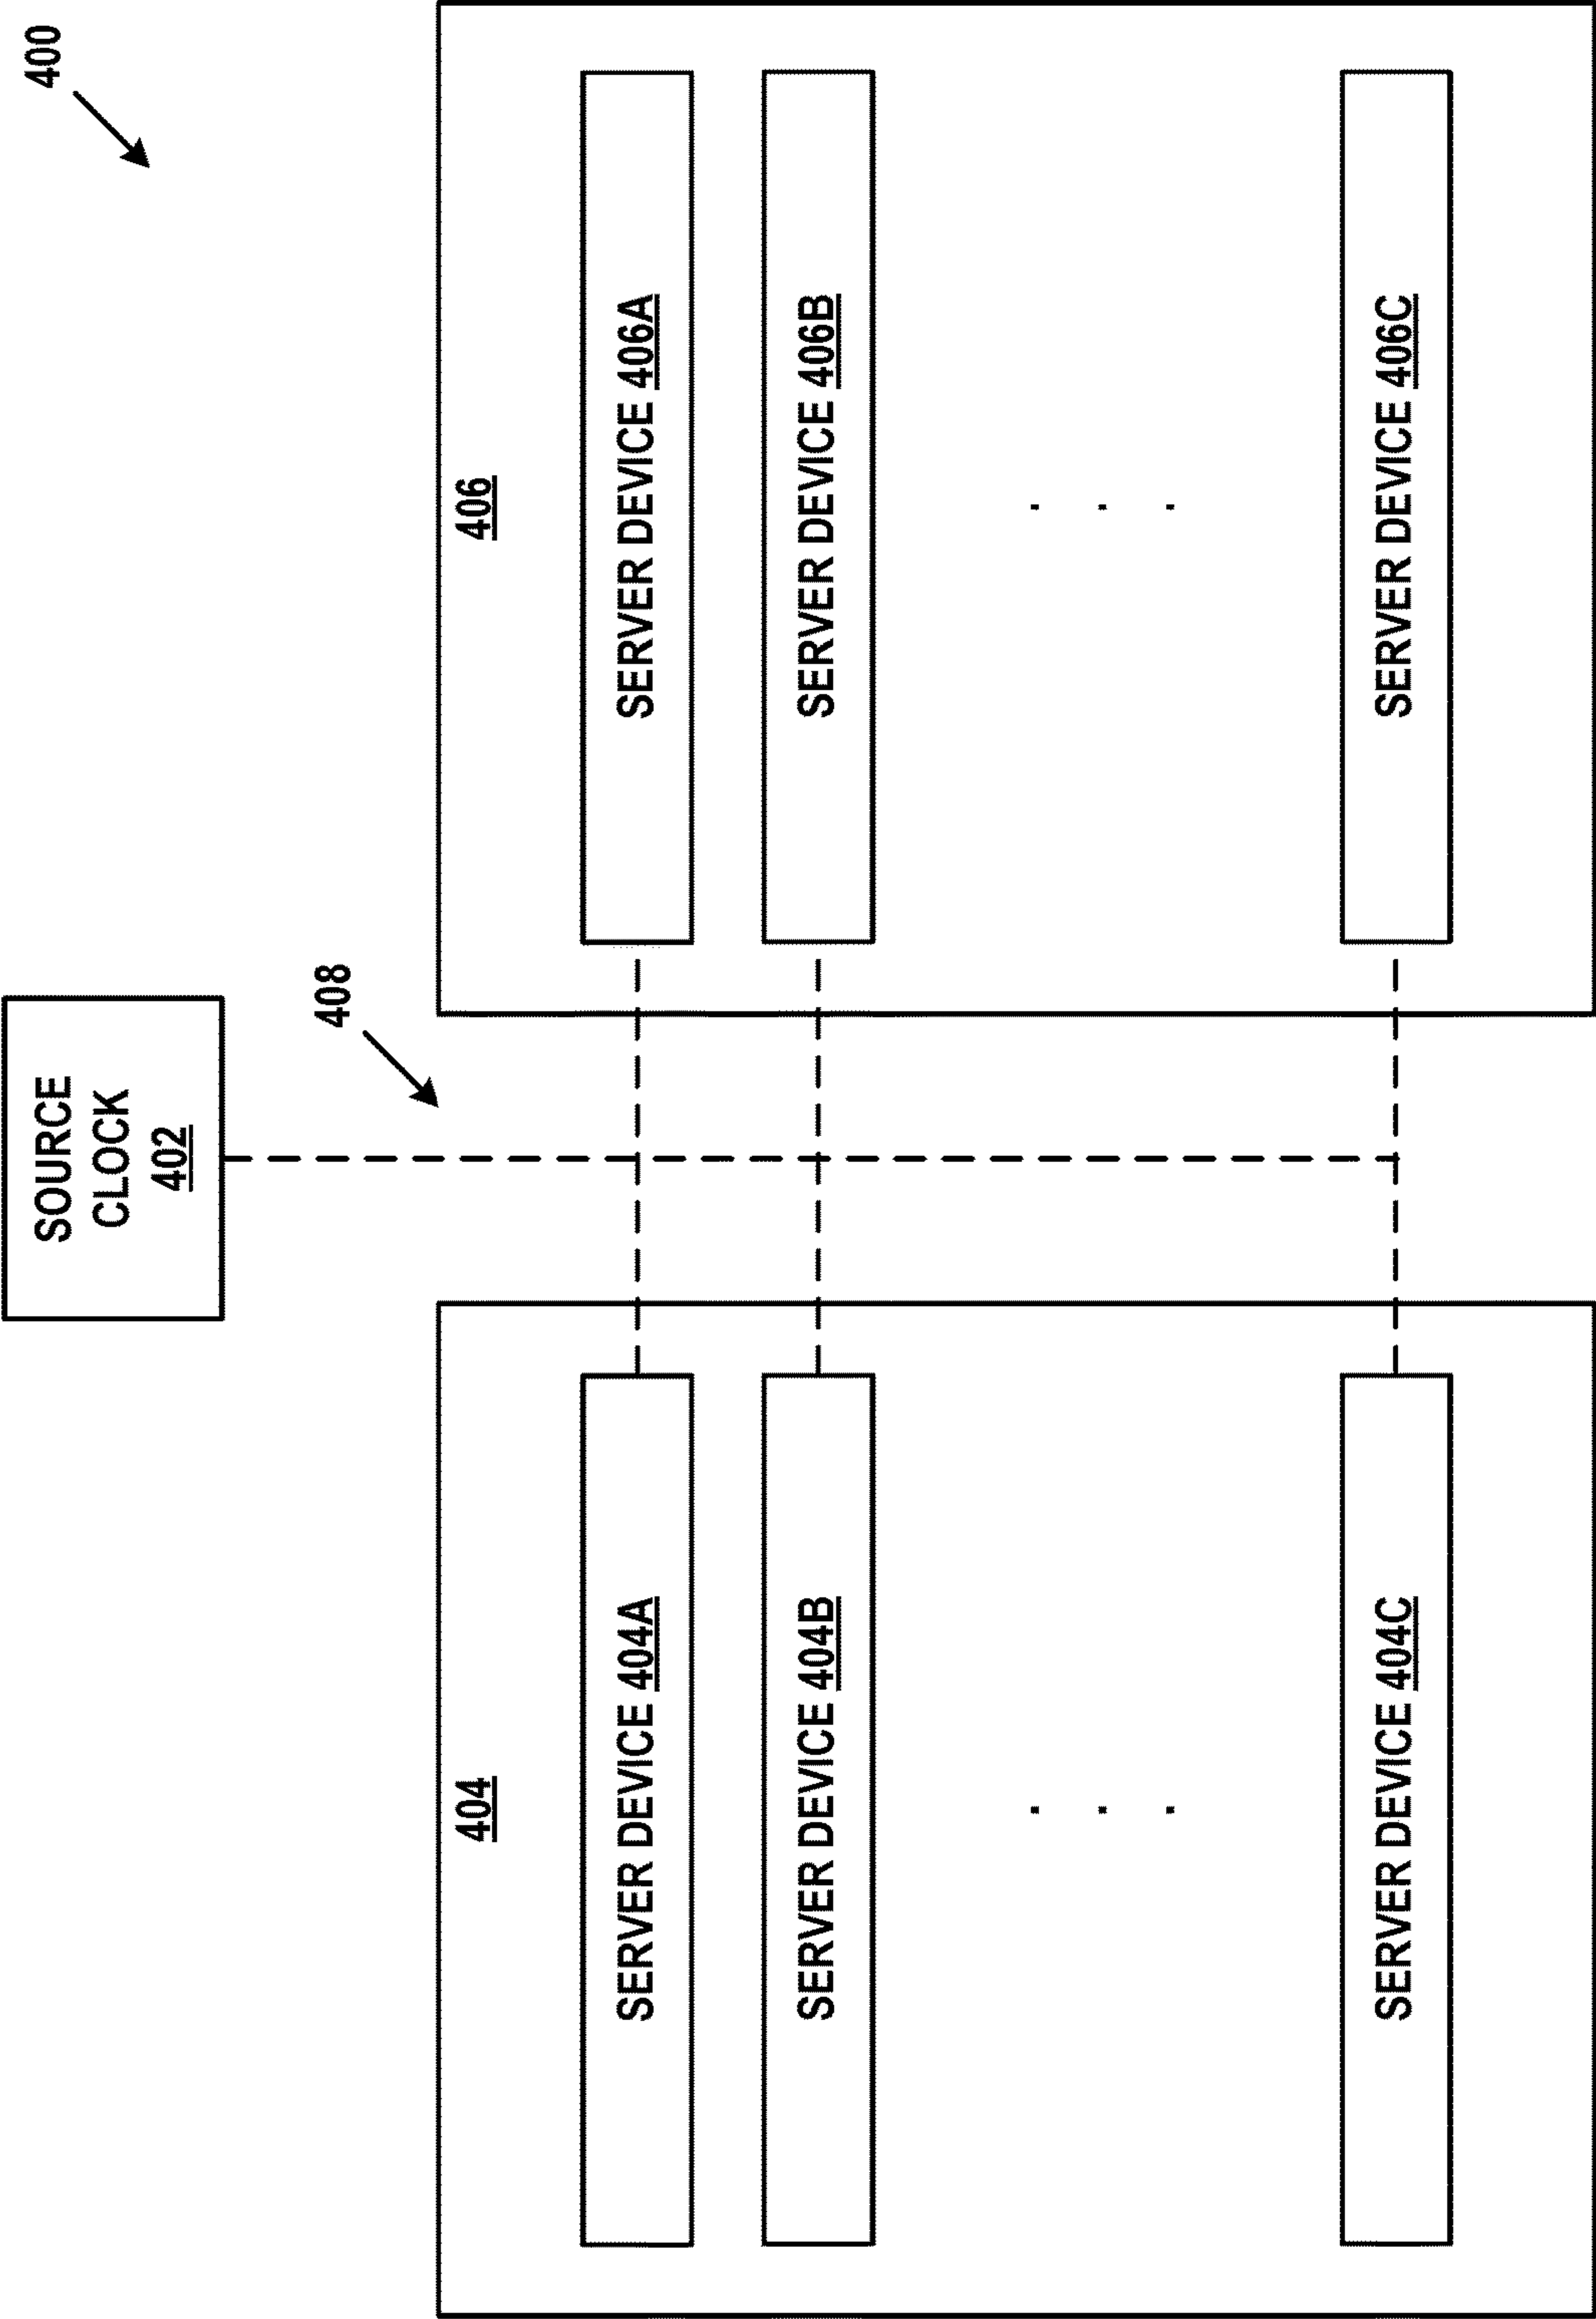 400
SOURCE
CLOCK
402
408
404
SERVER DEVICE 404A
SERVER DEVICE 404B
. . .
SERVER DEVICE 404C
406
SERVER DEVICE 406A
SERVER DEVICE 406B
. . .
SERVER DEVICE 406C